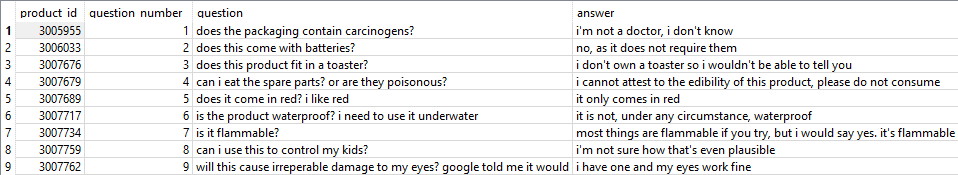 product_id question_number question answer
1 3005955 1 does the packaging contain carcinogens? i'm not a doctor, i don't know
2 3006033 2 does this come with batteries? no, as it does not require them
3 3007676 3 does this product fit in a toaster? i don't own a toaster so i wouldn't be able to tell you
4 3007679 4 can i eat the spare parts? or are they poisonous? i cannot attest to the edibility of this product, please do not consume
5 3007689 5 does it come in red? i like red it only comes in red
6 3007717 6 is the product waterproof? i need to use it underwater it is not, under any circumstance, waterproof
7 3007734 7 is it flammable? most things are flammable if you try, but i would say yes. it's flammable
8 3007759 8 can i use this to control my kids? i'm not sure how that's even plausible
9 3007762 9 will this cause irreperable damage to my eyes? google told me it would i have one and my eyes work fine